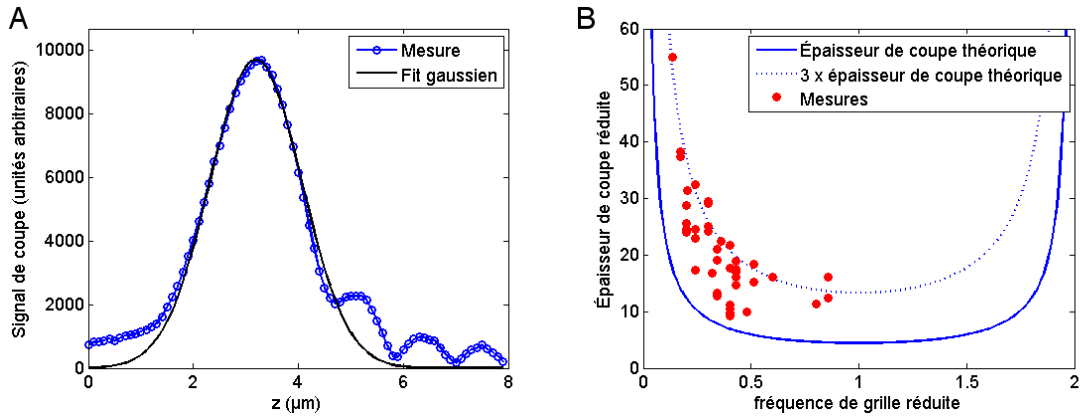 A
Signal de coupe (unités arbitraires)
10000
8000
6000
4000
2000
0
Mesure
Fit gaussien
0
2
4
6
8
z (µm)
B
Épaisseur de coupe réduite
60
50
40
30
20
10
0
Épaisseur de coupe théorique
3 x épaisseur de coupe théorique
Mesures
0
0.5
1
1.5
2
fréquence de grille réduite